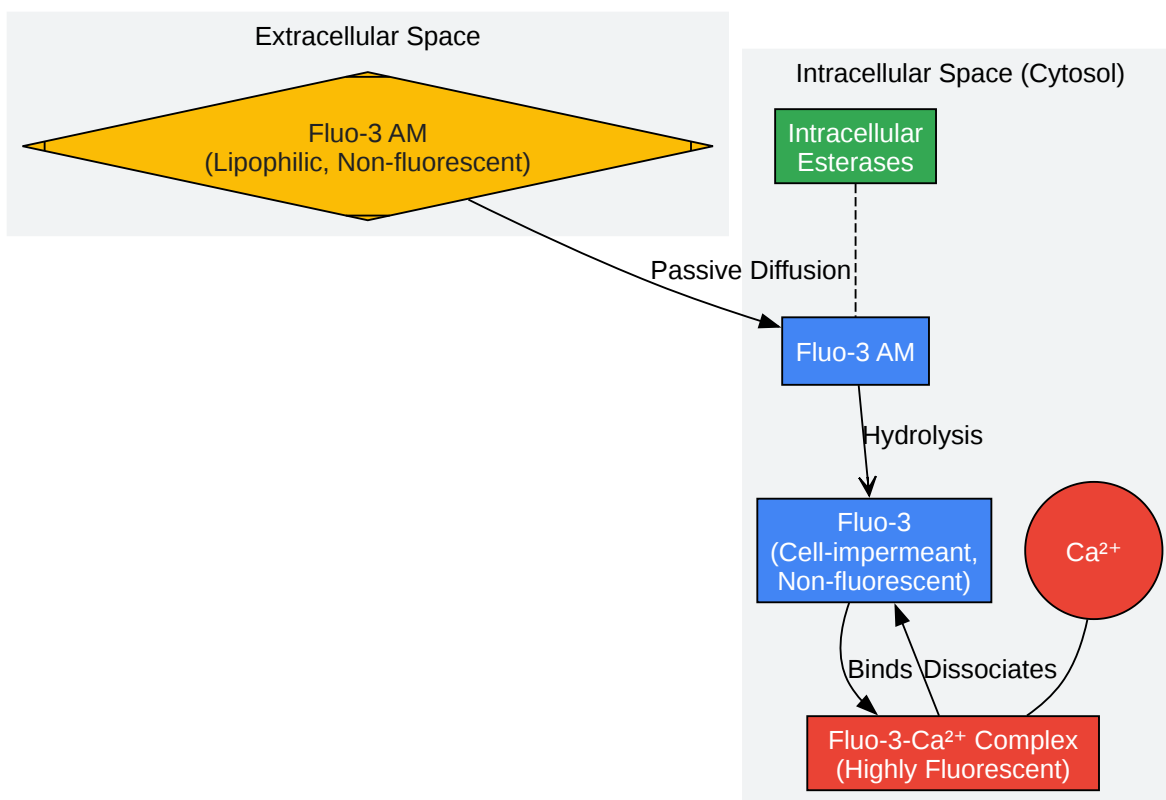 Extracellular Space
Fluo-3 AM
(Lipophilic, Non-fluorescent)
Intracellular Space (Cytosol)
Intracellular
Esterases
Passive Diffusion
Fluo-3 AM
Hydrolysis
Fluo-3
(Cell-impermeant,
Non-fluorescent)
Ca²⁺
Binds
Dissociates
Fluo-3-Ca²⁺ Complex
(Highly Fluorescent)